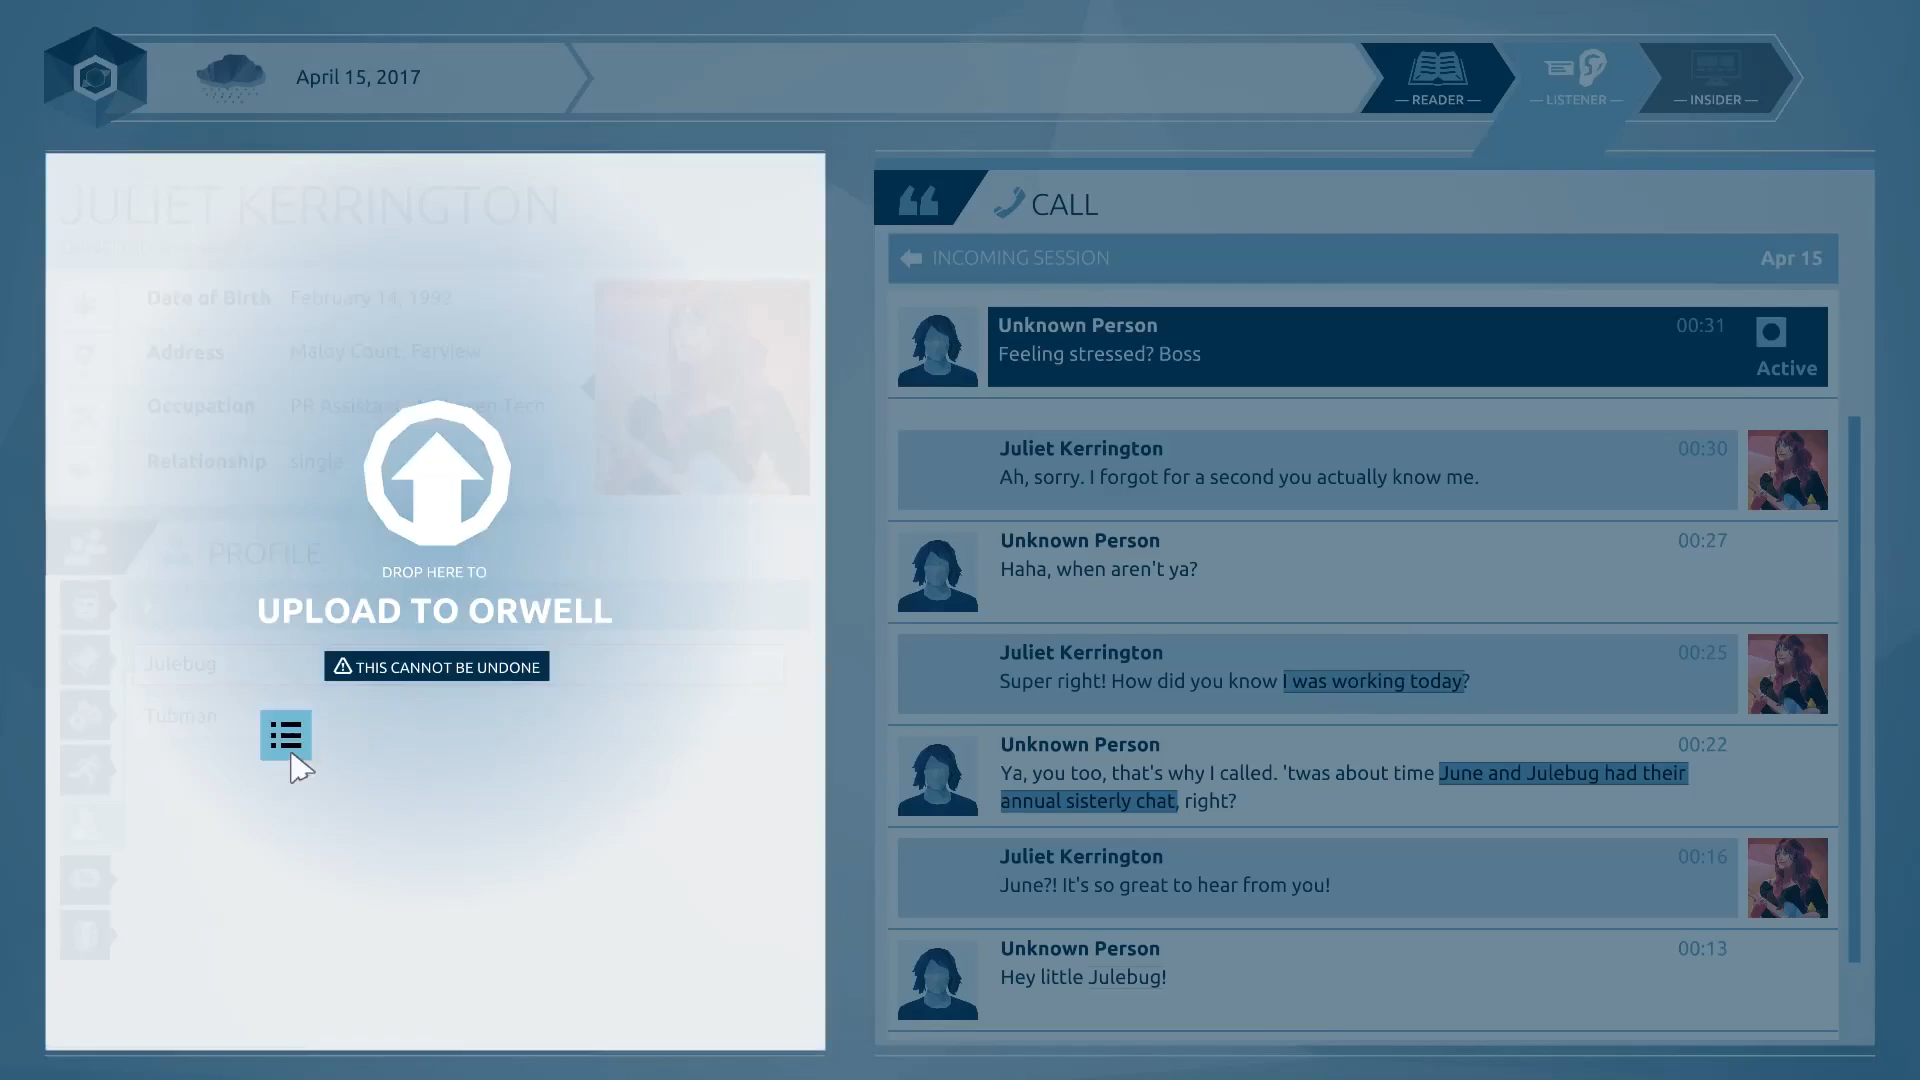 April 15, 2017
READER
LISTENER
INSIDER
JULIET KERRINGTON
Date of Birth February 14, 1992
Address Maloy Court, Farview
Occupation PR Assistant, Tech
Relationship single
PROFILE
Julebug
Tubman
DROP HERE TO
UPLOAD TO ORWELL
THIS CANNOT BE UNDONE
CALL
INCOMING SESSION Apr 15
Unknown Person 00:31
Feeling stressed? Boss
Active
Juliet Kerrington 00:30
Ah, sorry. I forgot for a second you actually know me.
Unknown Person 00:27
Haha, when aren't ya?
Juliet Kerrington 00:25
Super right! How did you know I was working today?
Unknown Person 00:22
Ya, you too, that's why I called. 'twas about time June and Julebug had their
annual sisterly chat, right?
Juliet Kerrington 00:16
June?! It's so great to hear from you!
Unknown Person 00:13
Hey little Julebug!